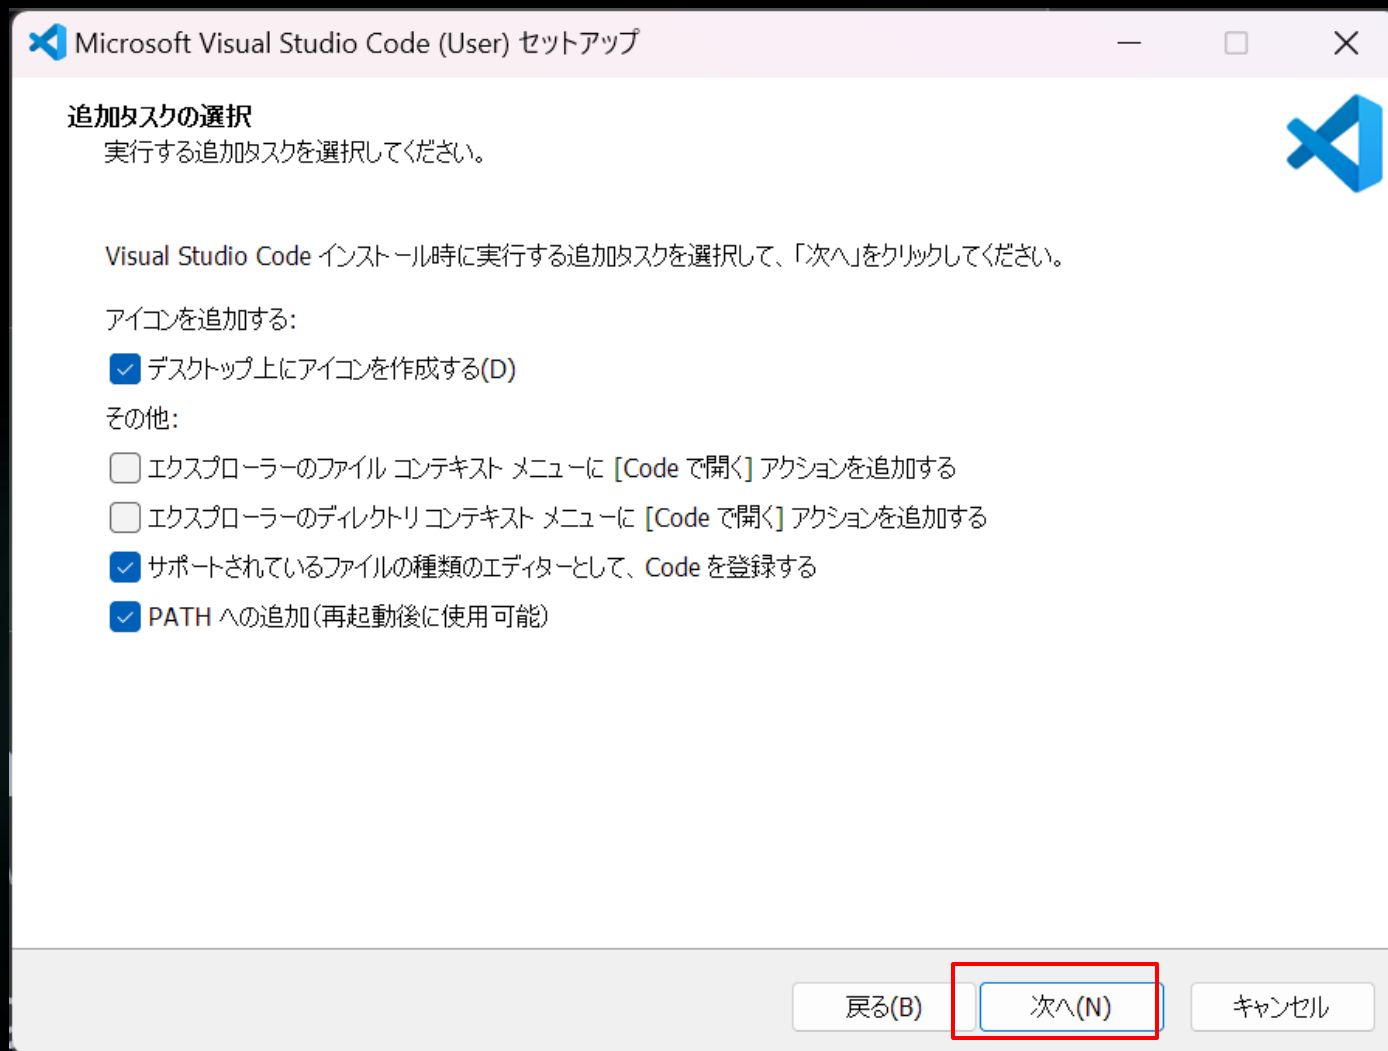 Microsoft Visual Studio Code (User) セットアップ
追加タスクの選択
実行する追加タスクを選択してください。
Visual Studio Code インストール時に実行する追加タスクを選択して、「次へ」をクリックしてください。
アイコンを追加する:
デスクトップ上にアイコンを作成する(D)
その他:
エクスプローラーのファイル コンテキスト メニューに [Code で開く] アクションを追加する
エクスプローラーのディレクトリ コンテキスト メニューに [Code で開く] アクションを追加する
サポートされているファイルの種類のエディターとして、Code を登録する
PATH への追加(再起動後に使用可能)
戻る(B) 次へ(N) キャンセル